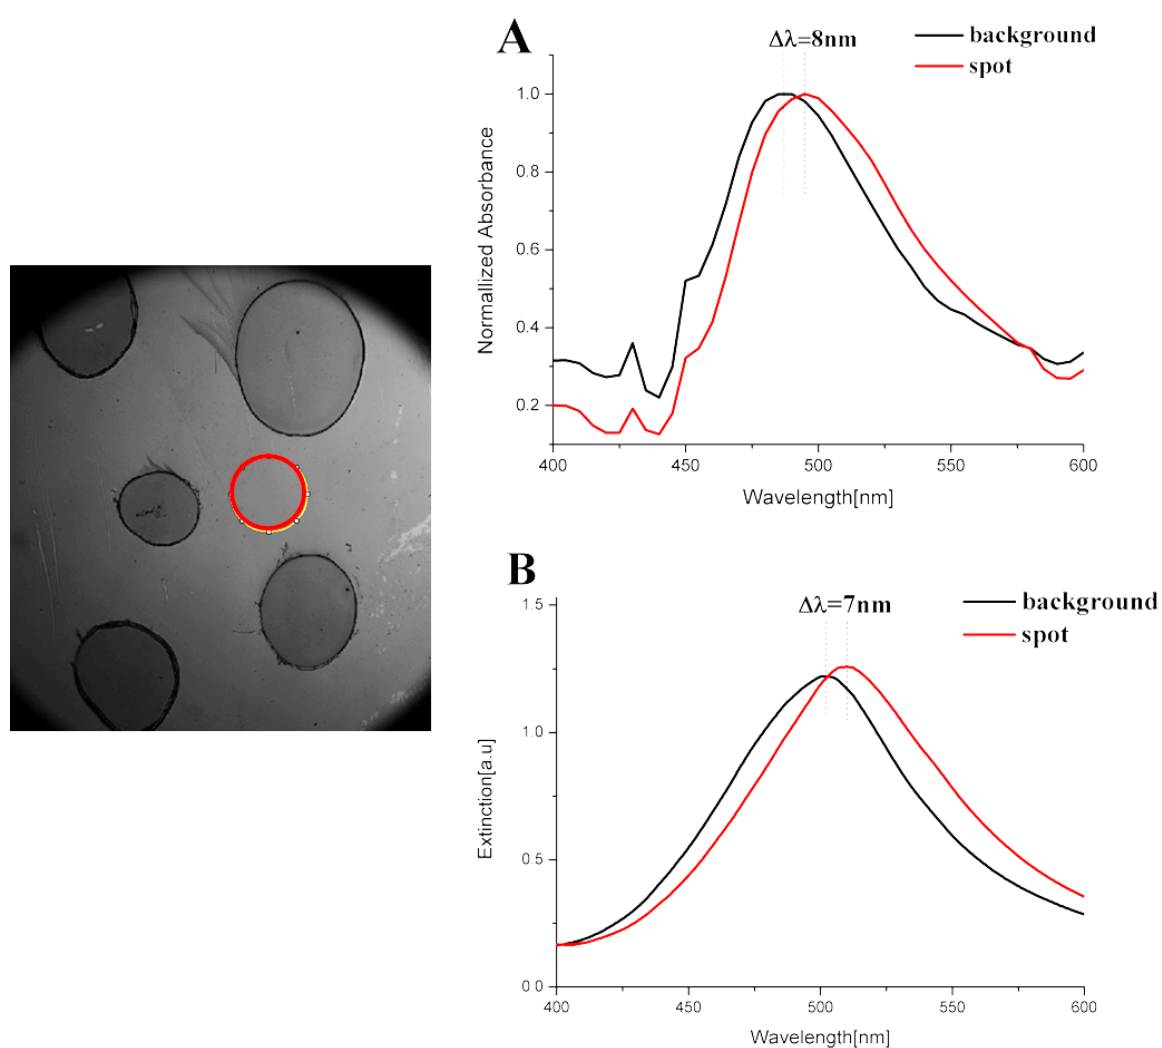 A
Δλ=8nm
background
spot
Normallized Absorbance
1.0
0.8
0.6
0.4
0.2
400
450
500
550
600
Wavelength[nm]
B
Δλ=7nm
background
spot
Extinction[a.u]
1.5
1.0
0.5
0.0
400
450
500
550
600
Wavelength[nm]